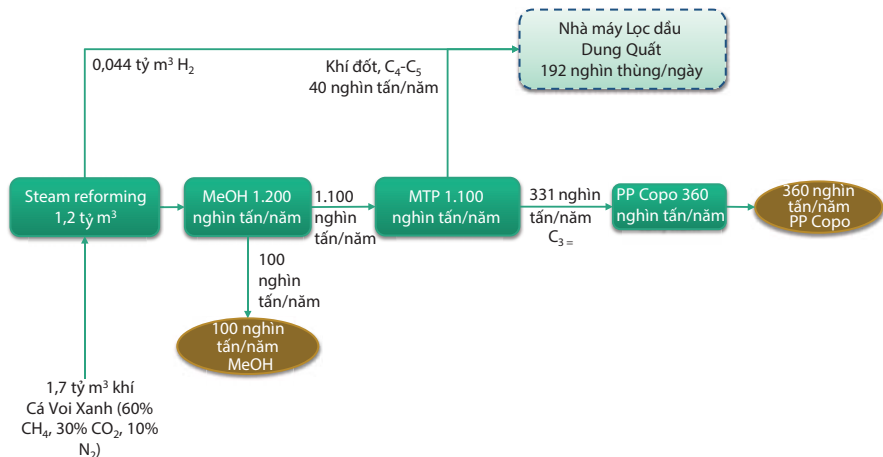 Nhà máy Lọc dầu
Dung Quất
192 nghìn thùng/ngày
0,044 tỷ m³ H₂
Khí đốt, C₄-C₅
40 nghìn tấn/năm
Steam reforming
1,2 tỷ m³
MeOH 1.200
nghìn tấn/năm
1.100
nghìn
tấn/năm
MTP 1.100
nghìn tấn/năm
331 nghìn
tấn/năm
C₃ ₌
PP Copo 360
nghìn tấn/năm
360 nghìn
tấn/năm
PP Copo
100
nghìn
tấn/năm
100 nghìn
tấn/năm
MeOH
1,7 tỷ m³ khí
Cá Voi Xanh (60%
CH₄, 30% CO₂, 10%
N₂)